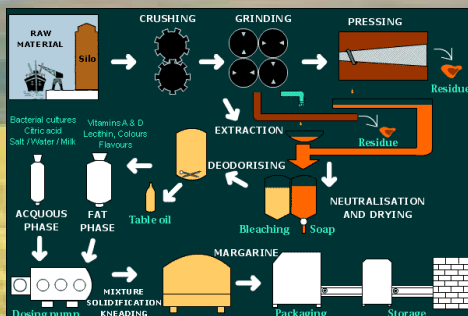 CRUSHING
GRINDING
PRESSING
RAW
MATERIAL
Silo
Residue
Bacterial cultures
Citric acid
Salt / Water / Milk
Vitamins A & D
Lecithin, Colours
Flavours
EXTRACTION
Residue
DEODORISING
ACQUOUS
PHASE
FAT
PHASE
Table oil
NEUTRALISATION
AND DRYING
Bleaching
Soap
MARGARINE
MIXTURE
SOLIDIFICATION
KNEADING
Dosing pump
Packaging
Storage